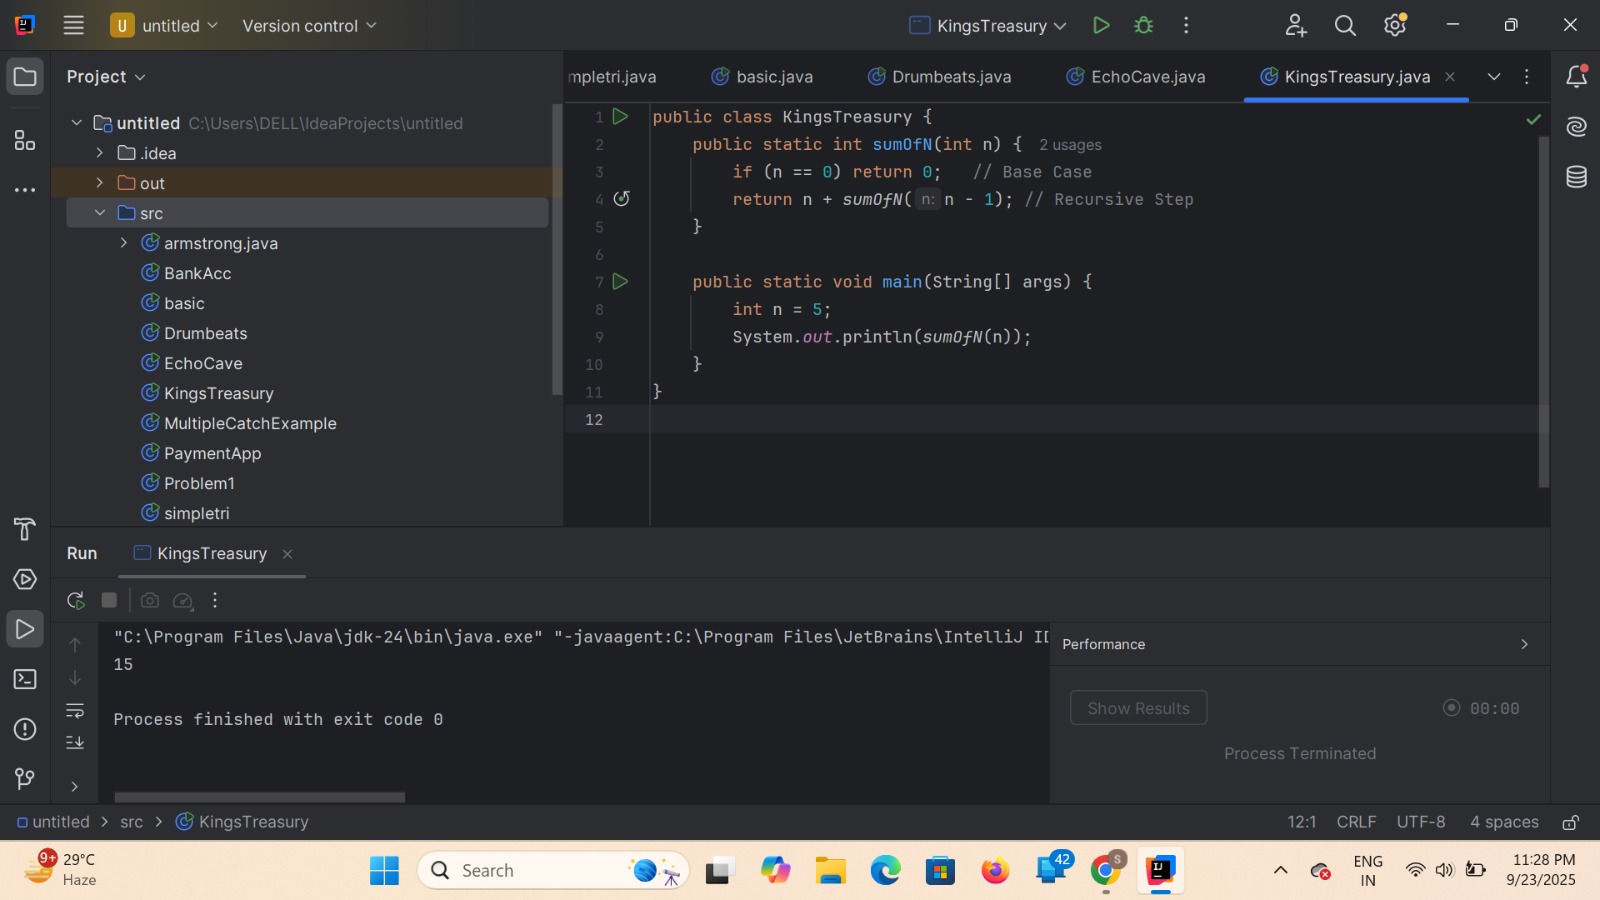 U untitled Version control KingsTreasury
Project
mpletri.java basic.java Drumbeats.java EchoCave.java KingsTreasury.java
untitled C:\Users\DELL\IdeaProjects\untitled
.idea
out
src
armstrong.java
BankAcc
basic
Drumbeats
EchoCave
KingsTreasury
MultipleCatchExample
PaymentApp
Problem1
simpletri
1 public class KingsTreasury {
2 public static int sumOfN(int n) { 2 usages
3 if (n == 0) return 0; // Base Case
4 return n + sumOfN( n: n - 1); // Recursive Step
5 }
6
7 public static void main(String[] args) {
8 int n = 5;
9 System.out.println(sumOfN(n));
10 }
11 }
12
Run KingsTreasury
"C:\Program Files\Java\jdk-24\bin\java.exe" "-javaagent:C:\Program Files\JetBrains\IntelliJ ID
15
Process finished with exit code 0
Performance
Show Results 00:00
Process Terminated
untitled > src > KingsTreasury 12:1 CRLF UTF-8 4 spaces
9+ 29°C
Haze
Search
42
S
ENG
IN
11:28 PM
9/23/2025